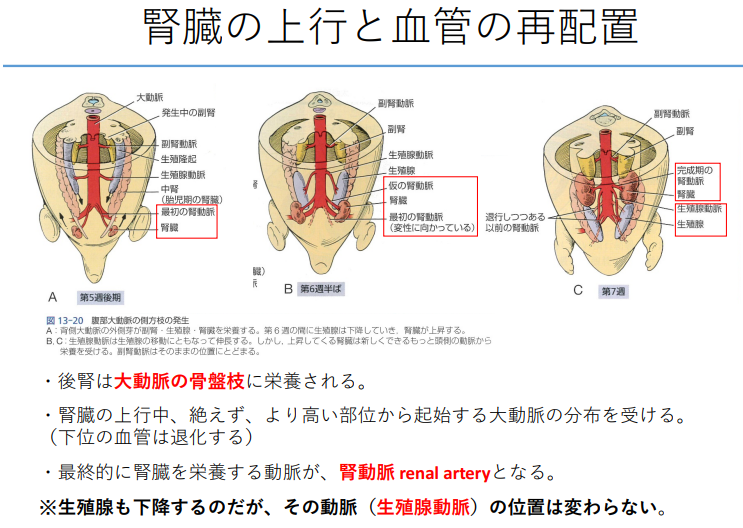 腎臓の上行と血管の再配置
大動脈
発生中の副腎
副腎動脈
生殖隆起
生殖腺動脈
中腎
(胎児期の腎臓)
最初の腎動脈
腎臓
A
第5週後期
副腎動脈
副腎
生殖腺動脈
生殖腺
仮の腎動脈
腎臓
最初の腎動脈
(変性に向かっている)
B
第6週半ば
副腎動脈
副腎
完成期の
腎動脈
腎臓
生殖腺動脈
生殖腺
退行しつつある
以前の腎動脈
C
第7週
図 13-20 腹部大動脈の側方枝の発生
A:背側大動脈の外側芽が副腎・生殖腺・腎臓を栄養する。第6週の間に生殖腺は下降していき、腎臓が上昇する。
B, C:生殖腺動脈は生殖腺の移動にともなって伸長する。しかし、上昇してくる腎臓は新しくできるもっと頭側の動脈から
栄養を受ける。副腎動脈はそのままの位置にとどまる。
・後腎は大動脈の骨盤枝に栄養される。
・腎臓の上行中、絶えず、より高い部位から起始する大動脈の分布を受ける。
(下位の血管は退化する)
・最終的に腎臓を栄養する動脈が、腎動脈 renal arteryとなる。
※生殖腺も下降するのだが、その動脈(生殖腺動脈)の位置は変わらない。